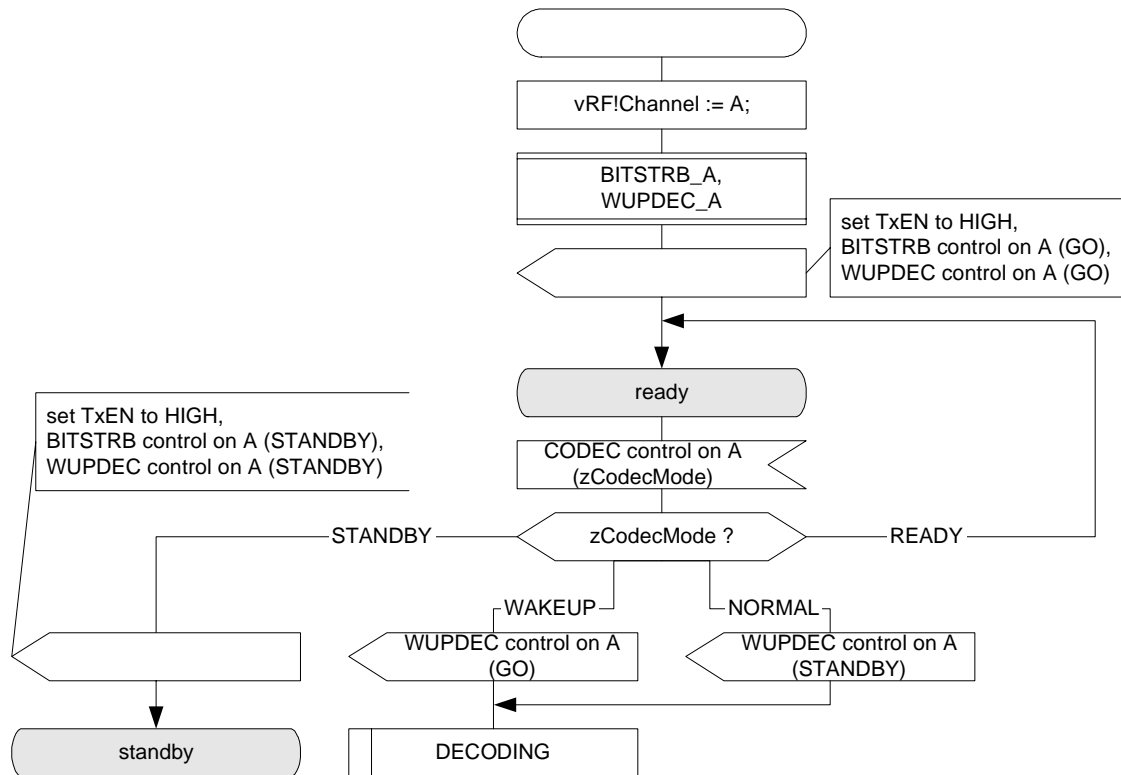 vRF!Channel := A;
BITSTRB_A,
WUPDEC_A
set TxEN to HIGH,
BITSTRB control on A (GO),
WUPDEC control on A (GO)
ready
set TxEN to HIGH,
BITSTRB control on A (STANDBY),
WUPDEC control on A (STANDBY)
CODEC control on A
(zCodecMode)
STANDBY
zCodecMode ?
READY
WAKEUP
NORMAL
WUPDEC control on A
(GO)
WUPDEC control on A
(STANDBY)
standby
DECODING